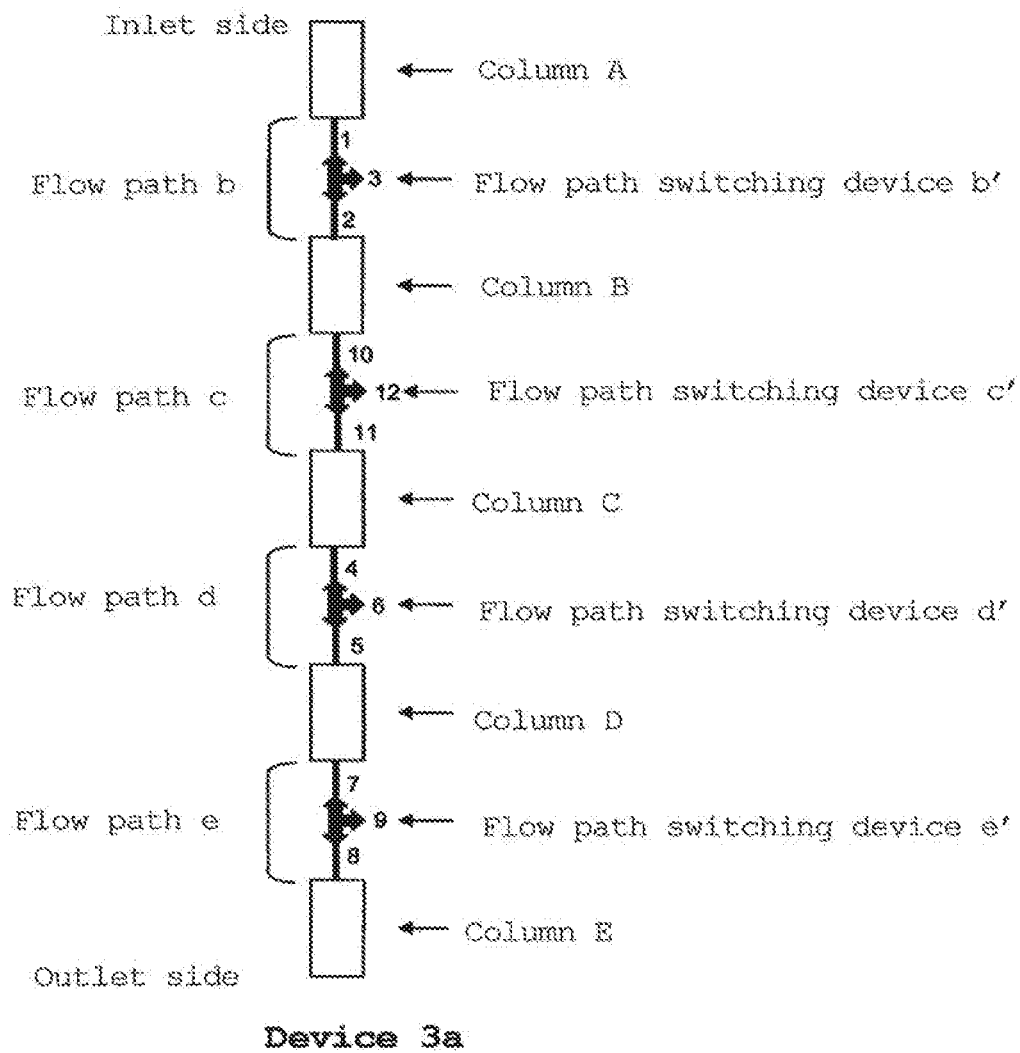 Inlet side
Column A
1
Flow path b
3
Flow path switching device b′
2
Column B
10
Flow path c
12
Flow path switching device c′
11
Column C
4
Flow path d
6
Flow path switching device d′
5
Column D
7
Flow path e
9
Flow path switching device e′
8
Column E
Outlet side
Device 3a